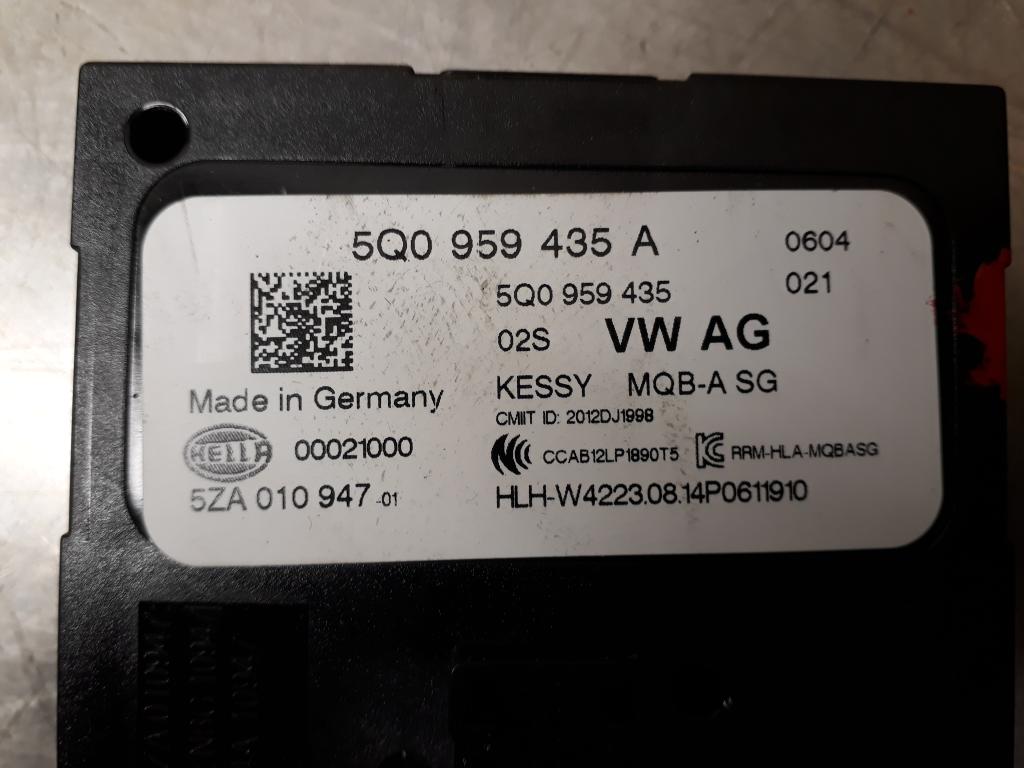 5Q0 959 435 A 0604
5Q0 959 435 021
02S VW AG
Made in Germany KESSY MQB-A SG
CMIIT ID: 2012DJ1998
HELLA 00021000 CCAB12LP1890T5 RRM-HLA-MQBASG
5ZA 010 947-01 HLH-W4223.08.14P0611910